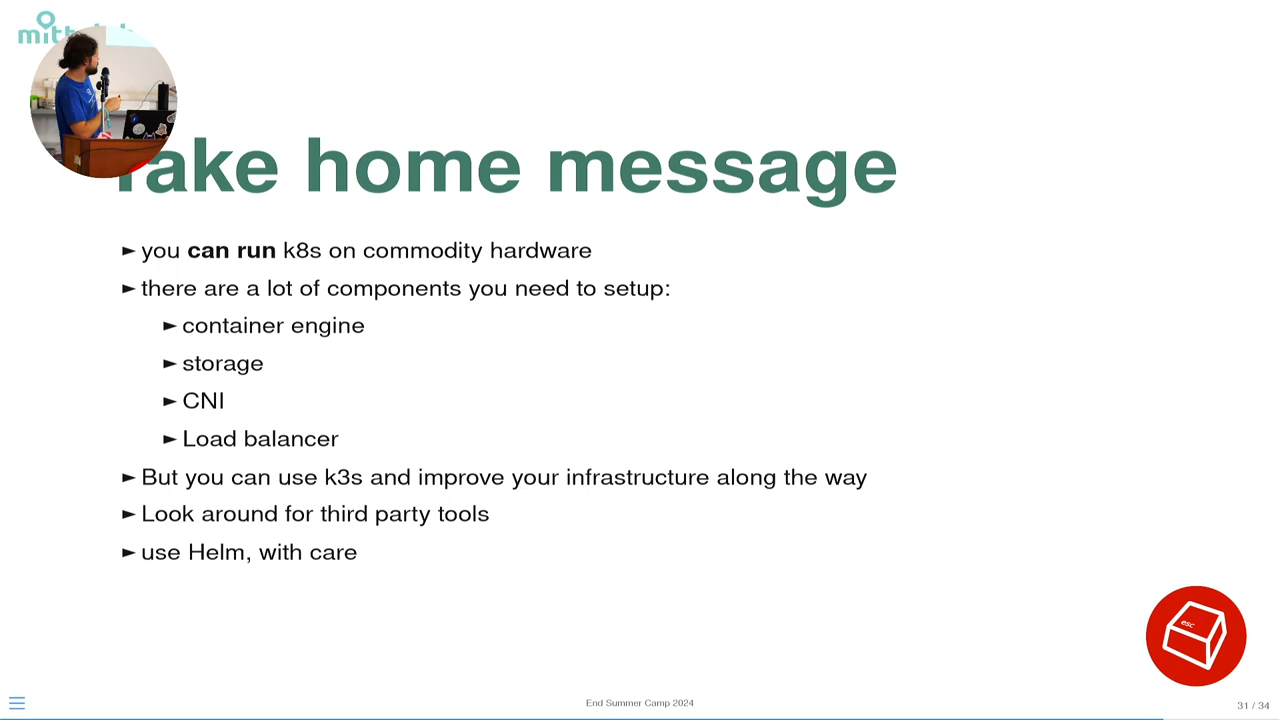 Take home message
► you can run k8s on commodity hardware
► there are a lot of components you need to setup:
► container engine
► storage
► CNI
► Load balancer
► But you can use k3s and improve your infrastructure along the way
► Look around for third party tools
► use Helm, with care
esc
End Summer Camp 2024
31 / 34